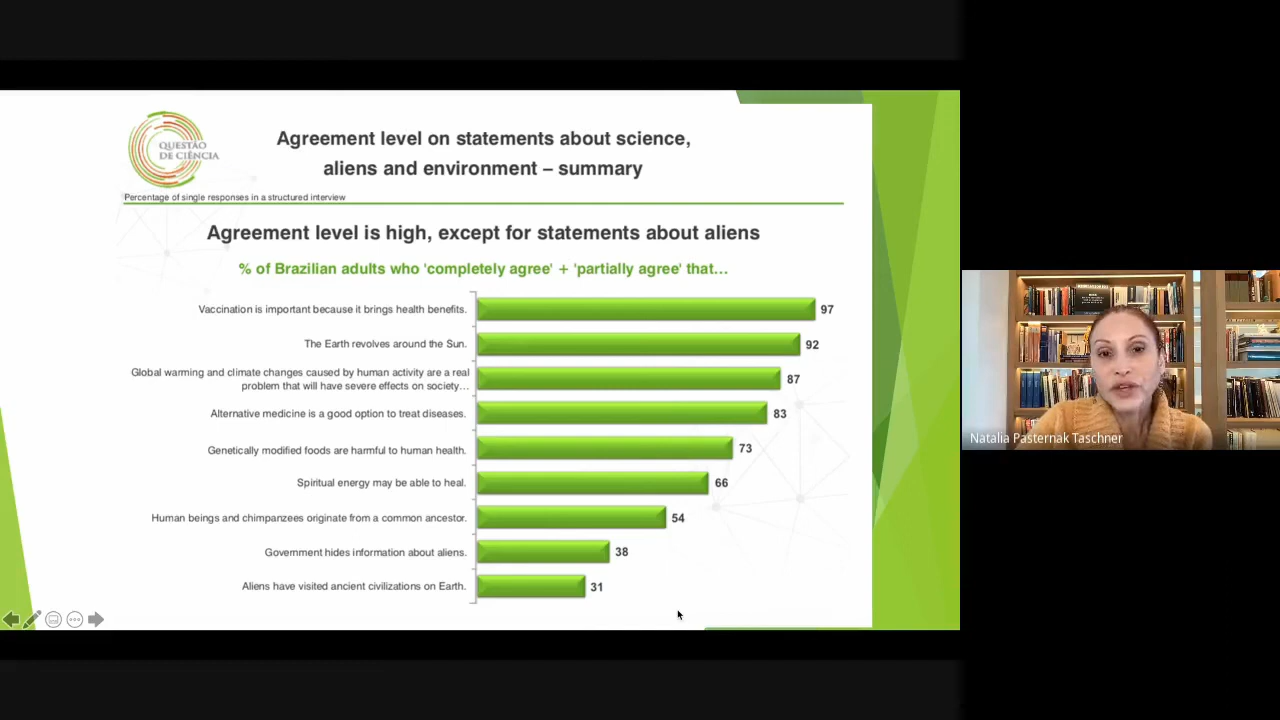 QUESTÃO
DE CIÊNCIA
Agreement level on statements about science,
aliens and environment – summary
Percentage of single responses in a structured interview
Agreement level is high, except for statements about aliens
% of Brazilian adults who 'completely agree' + 'partially agree' that...
Vaccination is important because it brings health benefits. 97
The Earth revolves around the Sun. 92
Global warming and climate changes caused by human activity are a real
problem that will have severe effects on society... 87
Alternative medicine is a good option to treat diseases. 83
Genetically modified foods are harmful to human health. 73
Spiritual energy may be able to heal. 66
Human beings and chimpanzees originate from a common ancestor. 54
Government hides information about aliens. 38
Aliens have visited ancient civilizations on Earth. 31
Natalia Pasternak Taschner